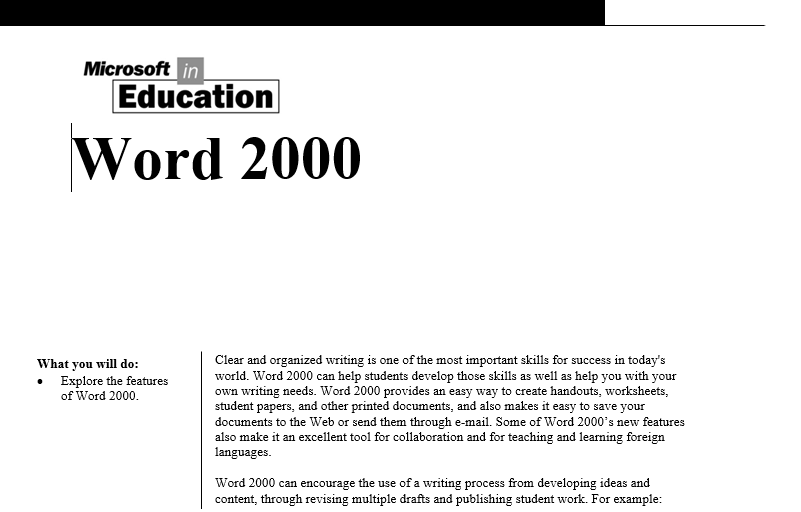 Microsoft in
Education
Word 2000
What you will do:
• Explore the features
of Word 2000.
Clear and organized writing is one of the most important skills for success in today's
world. Word 2000 can help students develop those skills as well as help you with your
own writing needs. Word 2000 provides an easy way to create handouts, worksheets,
student papers, and other printed documents, and also makes it easy to save your
documents to the Web or send them through e-mail. Some of Word 2000’s new features
also make it an excellent tool for collaboration and for teaching and learning foreign
languages.
Word 2000 can encourage the use of a writing process from developing ideas and
content, through revising multiple drafts and publishing student work. For example: